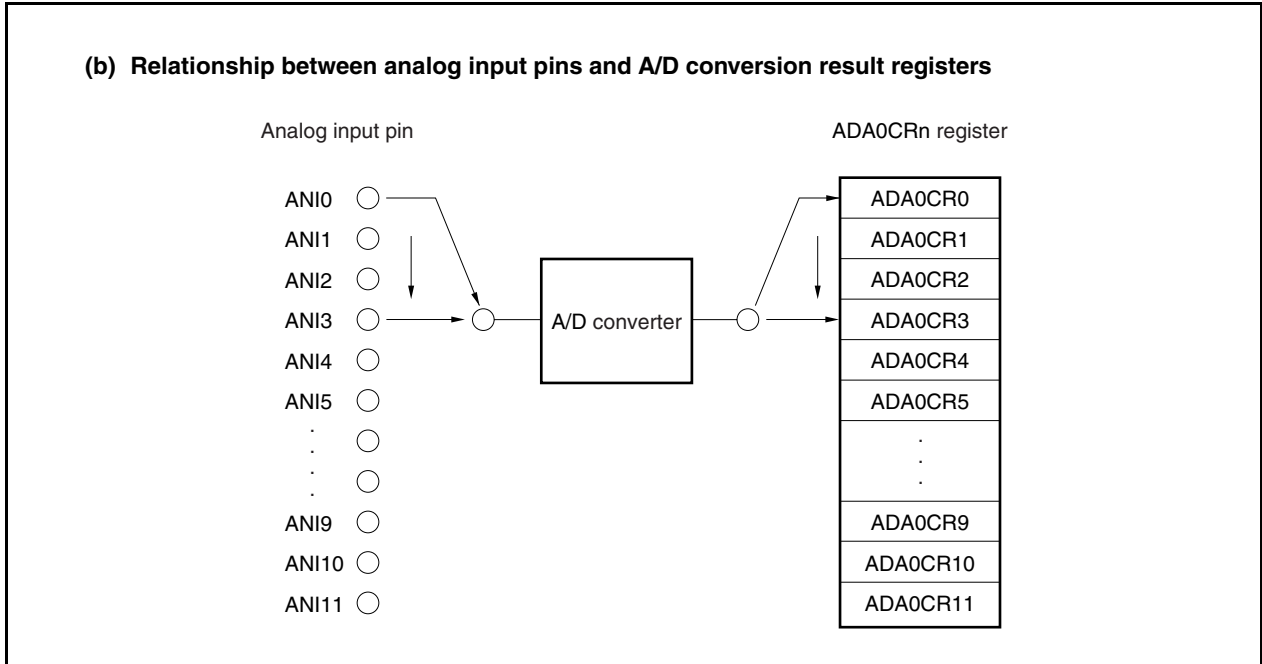 (b) Relationship between analog input pins and A/D conversion result registers
Analog input pin
ADA0CRn register
ANI0
ANI1
ANI2
ANI3
ANI4
ANI5
.
.
.
.
ANI9
ANI10
ANI11
A/D converter
ADA0CR0
ADA0CR1
ADA0CR2
ADA0CR3
ADA0CR4
ADA0CR5
.
.
.
ADA0CR9
ADA0CR10
ADA0CR11